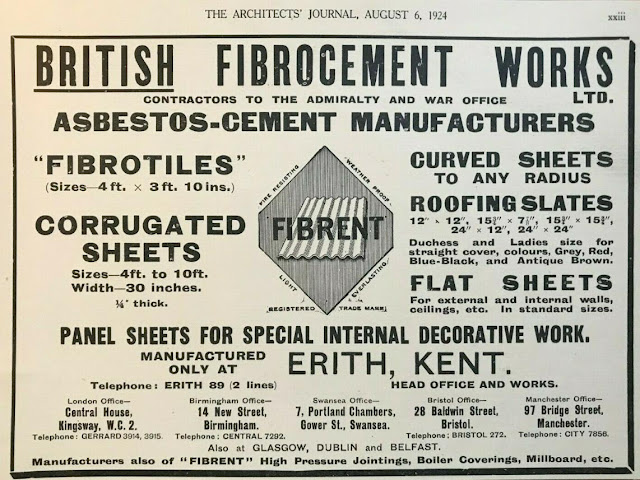 THE ARCHITECTS' JOURNAL, AUGUST 6, 1924
xxiii
BRITISH FIBROCEMENT WORKS
LTD.
CONTRACTORS TO THE ADMIRALTY AND WAR OFFICE
ASBESTOS-CEMENT MANUFACTURERS
"FIBROTILES"
(Sizes—4 ft. × 3 ft. 10 ins.)
CORRUGATED
SHEETS
Sizes—4ft. to 10ft.
Width—30 inches.
¼" thick.
FIRE RESISTING
WEATHER PROOF
FIBRENT
LIGHT
EVERLASTING
REGISTERED TRADE MARK
CURVED SHEETS
TO ANY RADIUS
ROOFING SLATES
12" × 12", 15¾" × 7⅞", 15¾" × 15¾",
24" × 12", 24" × 24"
Duchess and Ladies size for
straight cover, colours, Grey, Red,
Blue-Black, and Antique Brown.
FLAT SHEETS
For external and internal walls,
ceilings, etc. In standard sizes.
PANEL SHEETS FOR SPECIAL INTERNAL DECORATIVE WORK.
MANUFACTURED
ONLY AT
ERITH, KENT.
Telephone: ERITH 89 (2 lines)
HEAD OFFICE AND WORKS.
London Office—
Central House,
Kingsway, W.C. 2.
Telephone: GERRARD 3914, 3915.
Birmingham Office—
14 New Street,
Birmingham.
Telephone: CENTRAL 7292.
Swansea Office—
7, Portland Chambers,
Gower St., Swansea.
Bristol Office—
28 Baldwin Street,
Bristol.
Telephone: BRISTOL 272.
Manchester Office—
97 Bridge Street,
Manchester.
Telephone: CITY 7856.
Also at GLASGOW, DUBLIN and BELFAST.
Manufacturers also of "FIBRENT" High Pressure Jointings, Boiler Coverings, Millboard, etc.